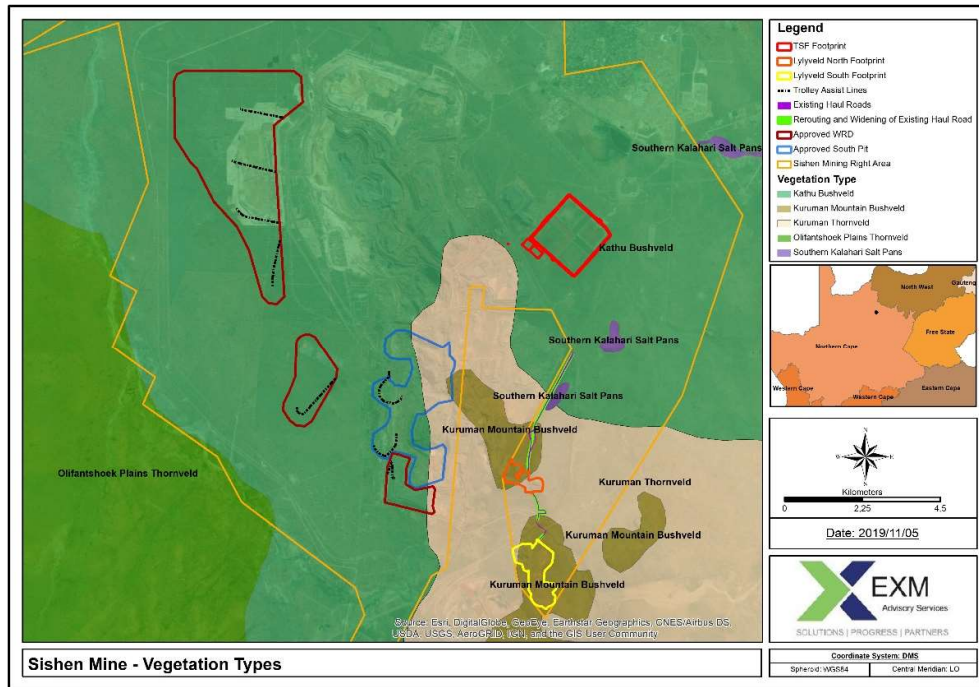 Legend
TSF Footprint
Lylyveld North Footprint
Lylyveld South Footprint
Trolley Assist Lines
Existing Haul Roads
Rerouting and Widening of Existing Haul Road
Approved WRD
Approved South Pit
Sishen Mining Right Area
Vegetation Type
Kathu Bushveld
Kuruman Mountain Bushveld
Kuruman Thornveld
Olifantshoek Plains Thornveld
Southern Kalahari Salt Pans
Southern Kalahari Salt Pans
Kathu Bushveld
Southern Kalahari Salt Pans
Southern Kalahari Salt Pans
Kuruman Mountain Bushveld
Olifantshoek Plains Thornveld
Kuruman Thornveld
Kuruman Mountain Bushveld
Kuruman Mountain Bushveld
Source: Esri, DigitalGlobe, GeoEye, Earthstar Geographics, CNES/Airbus DS,
USDA, USGS, AeroGRID, IGN, and the GIS User Community
North West
Gauteng
Free State
Northern Cape
Western Cape
Western Cape
Eastern Cape
N
W
E
S
Kilometers
0 2,25 4,5
Date: 2019/11/05
EXM
Advisory Services
SOLUTIONS | PROGRESS | PARTNERS
Sishen Mine - Vegetation Types
Coordinate System: DMS
Spheroid: WGS84 Central Meridian: LO